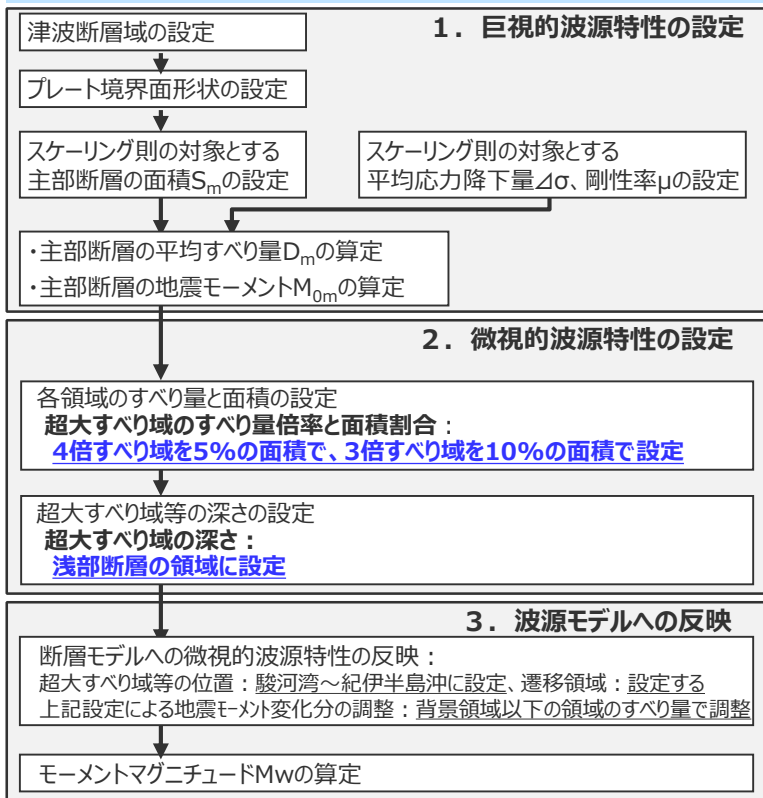 1．巨視的波源特性の設定
津波断層域の設定
プレート境界面形状の設定
スケーリング則の対象とする
主部断層の面積Smの設定
スケーリング則の対象とする
平均応力降下量⊿σ、剛性率μの設定
・主部断層の平均すべり量Dmの算定
・主部断層の地震モーメントM0mの算定
2．微視的波源特性の設定
各領域のすべり量と面積の設定
超大すべり域のすべり量倍率と面積割合：
4倍すべり域を5%の面積で、3倍すべり域を10%の面積で設定
超大すべり域等の深さの設定
超大すべり域の深さ：
浅部断層の領域に設定
3．波源モデルへの反映
断層モデルへの微視的波源特性の反映：
超大すべり域等の位置：駿河湾～紀伊半島沖に設定、遷移領域：設定する
上記設定による地震モーメント変化分の調整：背景領域以下の領域のすべり量で調整
モーメントマグニチュードMwの算定